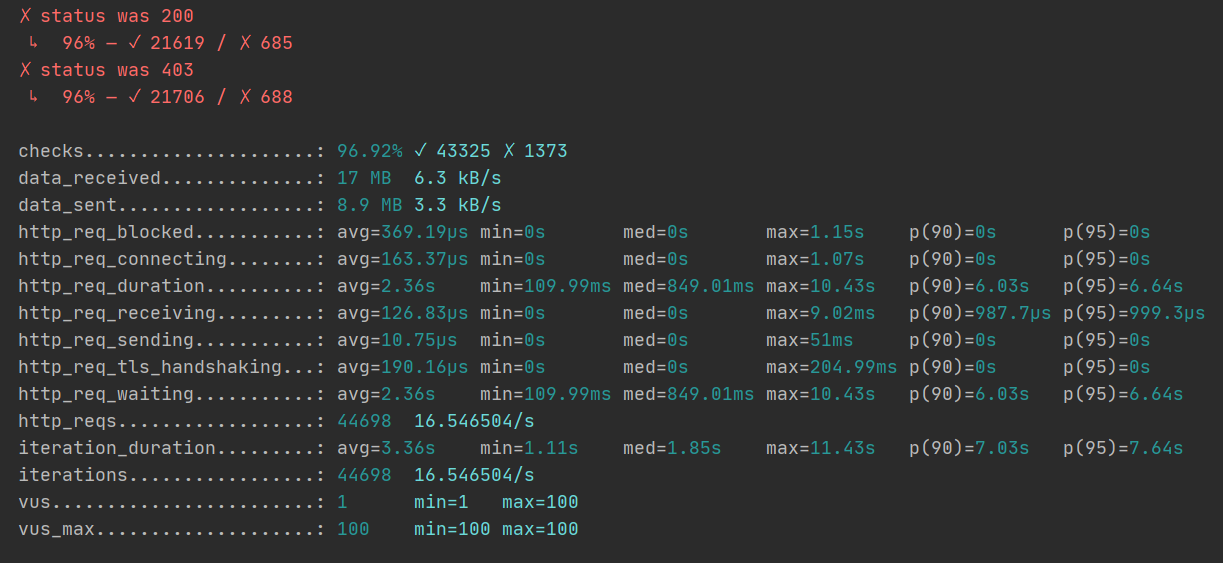 ✗ status was 200
↳ 96% — ✓ 21619 / ✗ 685
✗ status was 403
↳ 96% — ✓ 21706 / ✗ 688
checks.....................: 96.92% ✓ 43325 ✗ 1373
data_received..............: 17 MB 6.3 kB/s
data_sent..................: 8.9 MB 3.3 kB/s
http_req_blocked...........: avg=369.19µs min=0s med=0s max=1.15s p(90)=0s p(95)=0s
http_req_connecting........: avg=163.37µs min=0s med=0s max=1.07s p(90)=0s p(95)=0s
http_req_duration..........: avg=2.36s min=109.99ms med=849.01ms max=10.43s p(90)=6.03s p(95)=6.64s
http_req_receiving.........: avg=126.83µs min=0s med=0s max=9.02ms p(90)=987.7µs p(95)=999.3µs
http_req_sending...........: avg=10.75µs min=0s med=0s max=51ms p(90)=0s p(95)=0s
http_req_tls_handshaking...: avg=190.16µs min=0s med=0s max=204.99ms p(90)=0s p(95)=0s
http_req_waiting...........: avg=2.36s min=109.99ms med=849.01ms max=10.43s p(90)=6.03s p(95)=6.64s
http_reqs..................: 44698 16.546504/s
iteration_duration.........: avg=3.36s min=1.11s med=1.85s max=11.43s p(90)=7.03s p(95)=7.64s
iterations.................: 44698 16.546504/s
vus........................: 1 min=1 max=100
vus_max....................: 100 min=100 max=100